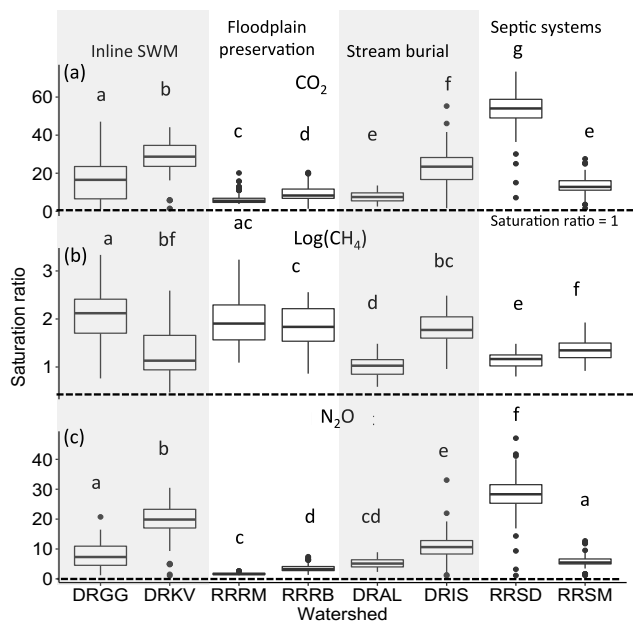 Inline SWM
Floodplain
preservation
Stream burial
Septic systems
(a)
CO₂
a
b
c
d
e
f
g
e
60
40
20
0
Saturation ratio = 1
(b)
Log(CH₄)
a
bf
ac
c
d
bc
e
f
3
2
1
Saturation ratio
(c)
N₂O
:
a
b
c
d
cd
e
f
a
40
30
20
10
0
DRGG DRKV RRRM RRRB DRAL DRIS RRSD RRSM
Watershed